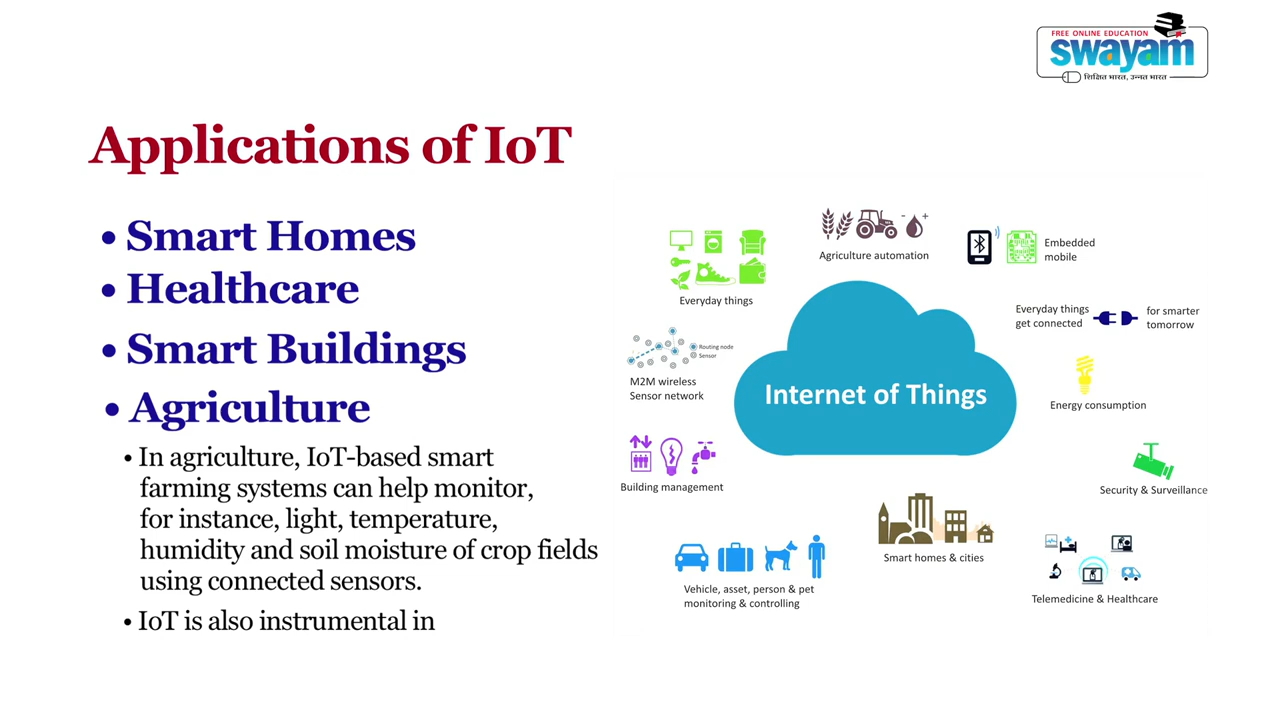 FREE ONLINE EDUCATION
swayam
शिक्षित भारत, उन्नत भारत
Applications of IoT
• Smart Homes
• Healthcare
• Smart Buildings
• Agriculture
• In agriculture, IoT-based smart
farming systems can help monitor,
for instance, light, temperature,
humidity and soil moisture of crop fields
using connected sensors.
• IoT is also instrumental in
Agriculture automation
Embedded
mobile
Everyday things
Everyday things
get connected
for smarter
tomorrow
Routing node
Sensor
M2M wireless
Sensor network
Internet of Things
Energy consumption
Building management
Security & Surveillance
Smart homes & cities
Vehicle, asset, person & pet
monitoring & controlling
Telemedicine & Healthcare